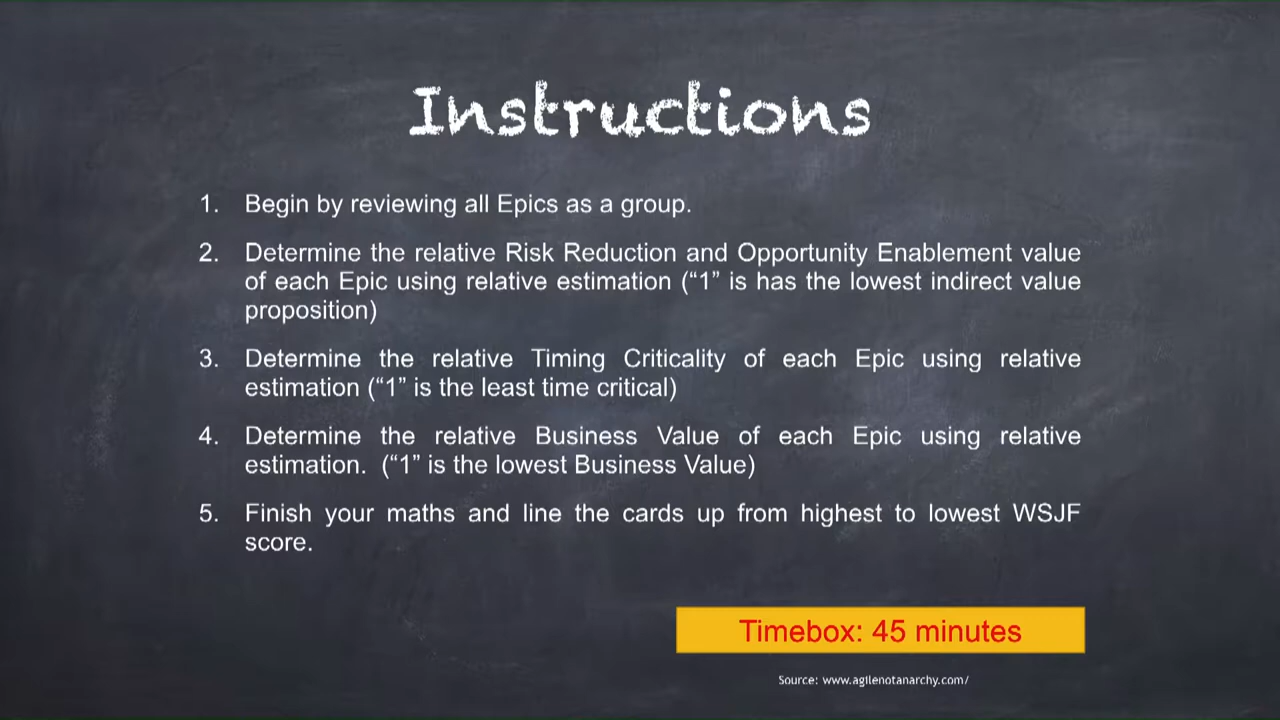 Instructions
1. Begin by reviewing all Epics as a group.
2. Determine the relative Risk Reduction and Opportunity Enablement value
of each Epic using relative estimation (“1” is has the lowest indirect value
proposition)
3. Determine the relative Timing Criticality of each Epic using relative
estimation (“1” is the least time critical)
4. Determine the relative Business Value of each Epic using relative
estimation.  (“1” is the lowest Business Value)
5. Finish your maths and line the cards up from highest to lowest WSJF
score.
Timebox: 45 minutes
Source: www.agilenotanarchy.com/